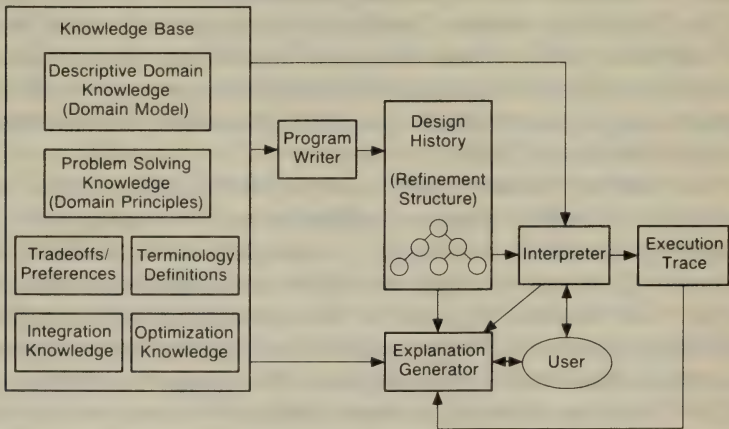 Knowledge Base
Descriptive Domain
Knowledge
(Domain Model)
Problem Solving
Knowledge
(Domain Principles)
Tradeoffs/
Preferences
Terminology
Definitions
Integration
Knowledge
Optimization
Knowledge
Program
Writer
Design
History
(Refinement
Structure)
Interpreter
Execution
Trace
Explanation
Generator
User